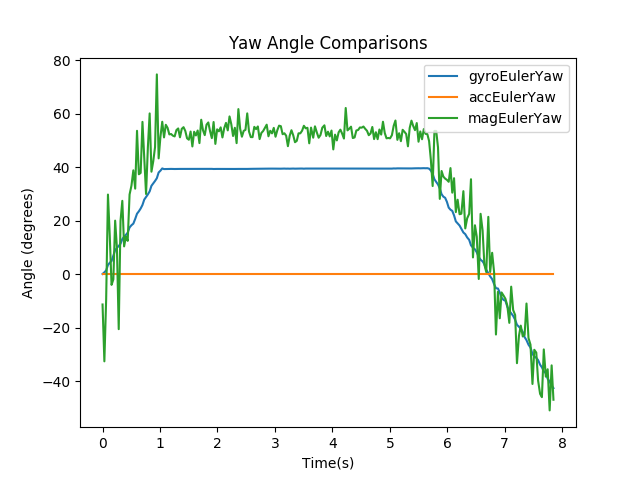 Yaw Angle Comparisons
gyroEulerYaw
accEulerYaw
magEulerYaw
80
60
40
20
0
−20
−40
Angle (degrees)
0 1 2 3 4 5 6 7 8
Time(s)